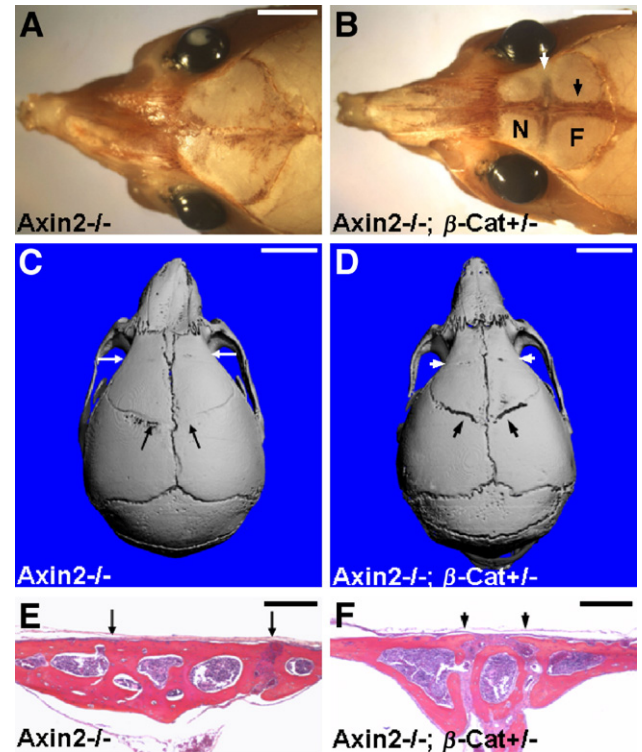 A
B
N
F
Axin2-/-
Axin2-/-; β-Cat+/-
C
D
Axin2-/-
Axin2-/-; β-Cat+/-
E
F
Axin2-/-
Axin2-/-; β-Cat+/-